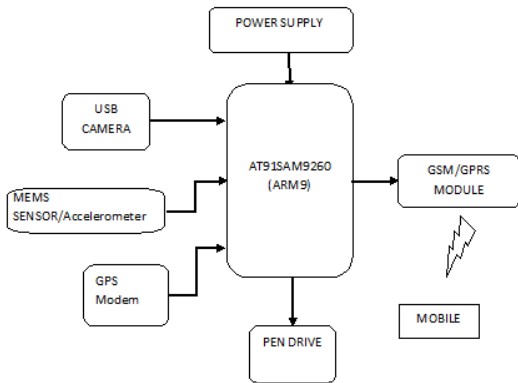 POWER SUPPLY
USB
CAMERA
AT91SAM9260
(ARM9)
GSM/GPRS
MODULE
MEMS
SENSOR/Accelerometer
GPS
Modem
PEN DRIVE
MOBILE